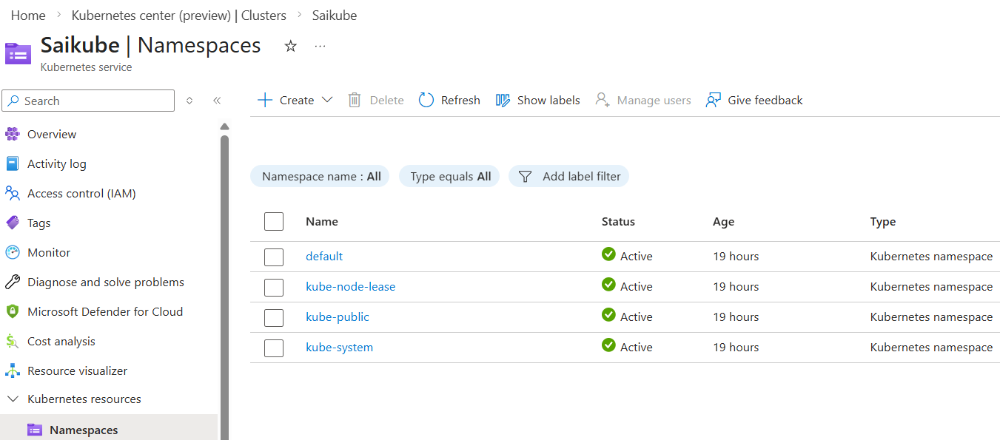 Home > Kubernetes center (preview) | Clusters > Saikube
Saikube | Namespaces ☆ ...
Kubernetes service
Search
Overview
Activity log
Access control (IAM)
Tags
Monitor
Diagnose and solve problems
Microsoft Defender for Cloud
Cost analysis
Resource visualizer
Kubernetes resources
Namespaces
Create Delete Refresh Show labels Manage users Give feedback
Namespace name : All Type equals All Add label filter
Name Status Age Type
default Active 19 hours Kubernetes namespace
kube-node-lease Active 19 hours Kubernetes namespace
kube-public Active 19 hours Kubernetes namespace
kube-system Active 19 hours Kubernetes namespace